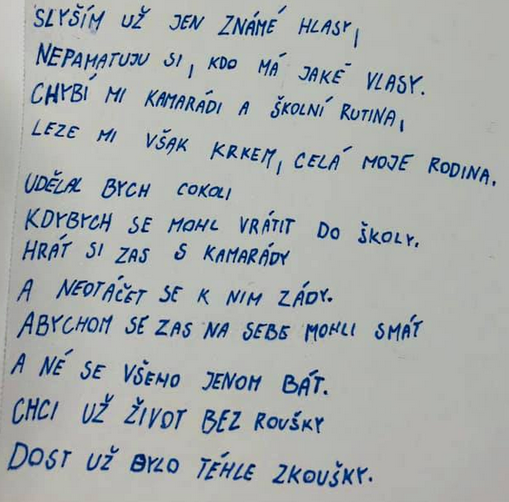 SLYŠÍM UŽ JEN ZNÁMÉ HLASY,
NEPAMATUJU SI, KDO MÁ JAKÉ VLASY.
CHYBÍ MI KAMARÁDI A ŠKOLNÍ RUTINA,
LEZE MI VŠAK KRKEM, CELÁ MOJE RODINA.
UDĚLAL BYCH COKOLI
KDYBYCH SE MOHL VRÁTIT DO ŠKOLY.
HRÁT SI ZAS S KAMARÁDY
A NEOTÁČET SE K NIM ZÁDY.
ABYCHOM SE ZAS NA SEBE MOHLI SMÁT
A NÉ SE VŠEHO JENOM BÁT.
CHCI UŽ ŽIVOT BEZ ROUŠKY
DOST UŽ BYLO TÉHLE ZKOUŠKY.